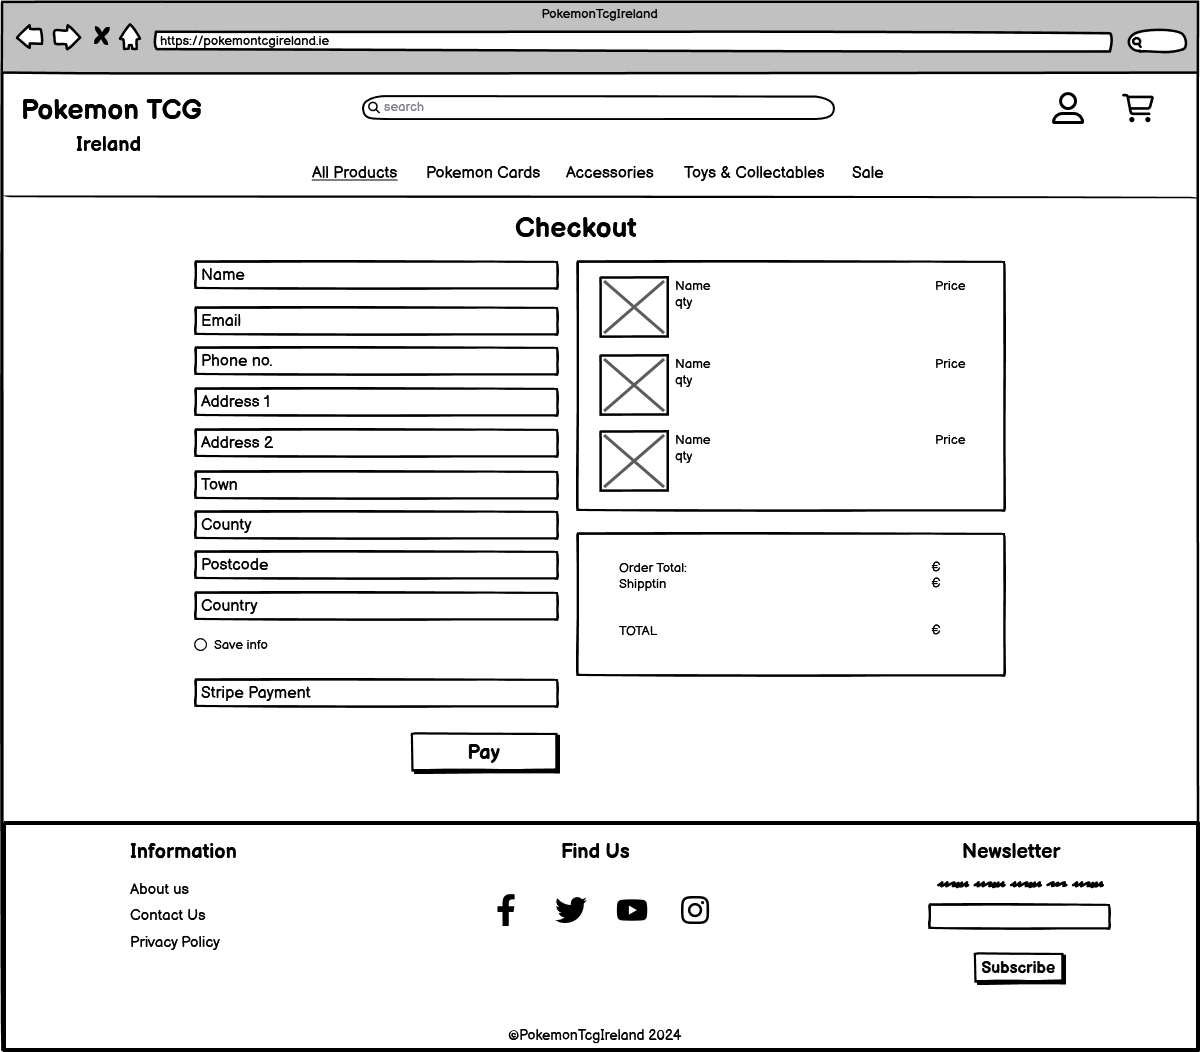 PokemonTcgIreland
https://pokemontcgireland.ie
Pokemon TCG
Ireland
search
All Products Pokemon Cards Accessories Toys & Collectables Sale
Checkout
Name
Email
Phone no.
Address 1
Address 2
Town
County
Postcode
Country
Save info
Stripe Payment
Pay
Name Price
qty
Name Price
qty
Name Price
qty
Order Total: €
Shipptin €
TOTAL €
Information
About us
Contact Us
Privacy Policy
Find Us
Newsletter
Subscribe
©PokemonTcgIreland 2024